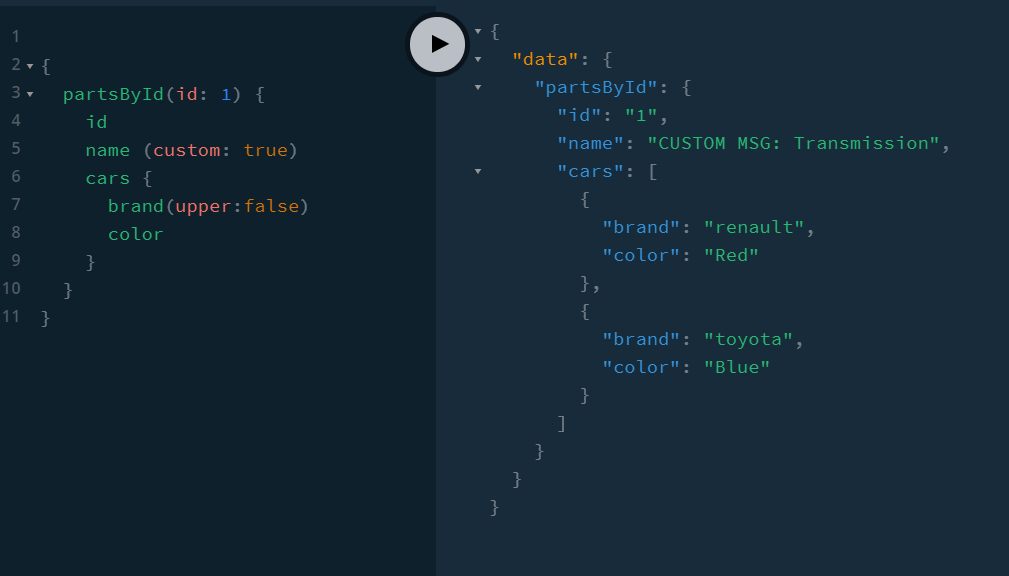 1
2 {
3 partsById(id: 1) {
4 id
5 name (custom: true)
6 cars {
7 brand(upper:false)
8 color
9 }
10 }
11 }
{
"data": {
"partsById": {
"id": "1",
"name": "CUSTOM MSG: Transmission",
"cars": [
{
"brand": "renault",
"color": "Red"
},
{
"brand": "toyota",
"color": "Blue"
}
]
}
}
}